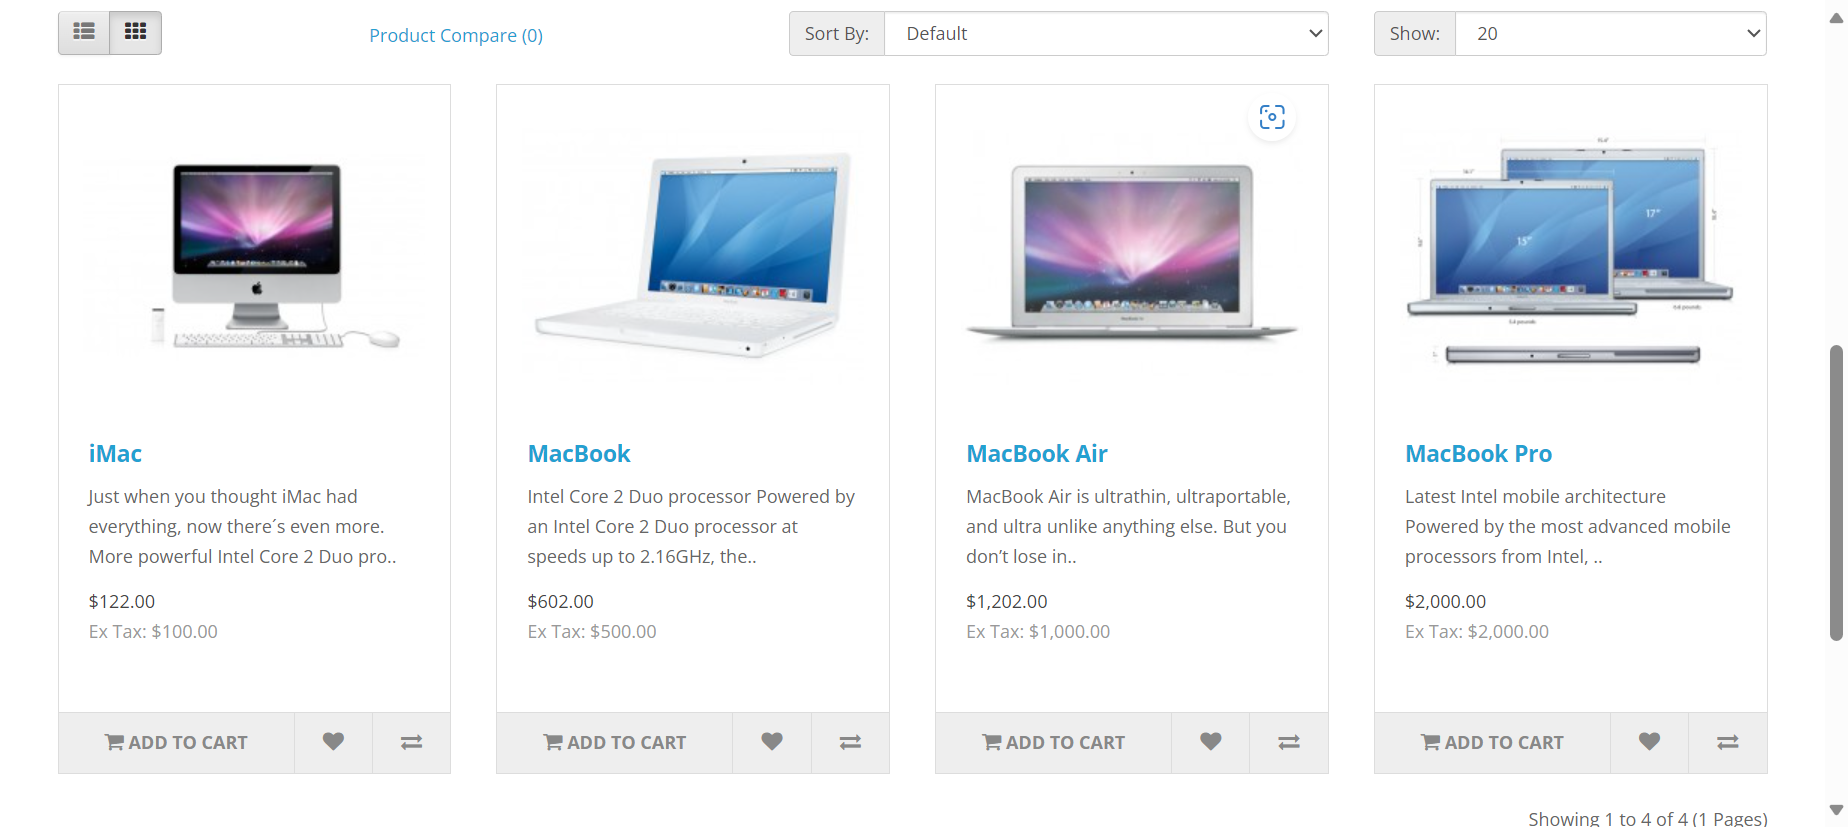 Product Compare (0)
Sort By:
Default
Show:
20
15"
17"
iMac
Just when you thought iMac had
everything, now there´s even more.
More powerful Intel Core 2 Duo pro..
$122.00
Ex Tax: $100.00
ADD TO CART
MacBook
Intel Core 2 Duo processor Powered by
an Intel Core 2 Duo processor at
speeds up to 2.16GHz, the..
$602.00
Ex Tax: $500.00
ADD TO CART
MacBook Air
MacBook Air is ultrathin, ultraportable,
and ultra unlike anything else. But you
don’t lose in..
$1,202.00
Ex Tax: $1,000.00
ADD TO CART
MacBook Pro
Latest Intel mobile architecture
Powered by the most advanced mobile
processors from Intel, ..
$2,000.00
Ex Tax: $2,000.00
ADD TO CART
Showing 1 to 4 of 4 (1 Pages)